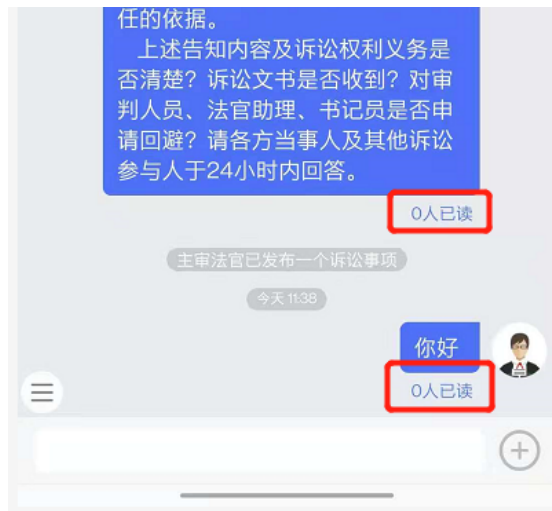 任的依据。
上述告知内容及诉讼权利义务是
否清楚？诉讼文书是否收到？对审
判人员、法官助理、书记员是否申
请回避？请各方当事人及其他诉讼
参与人于24小时内回答。
0人已读
主审法官已发布一个诉讼事项
今天 11:38
你好
0人已读